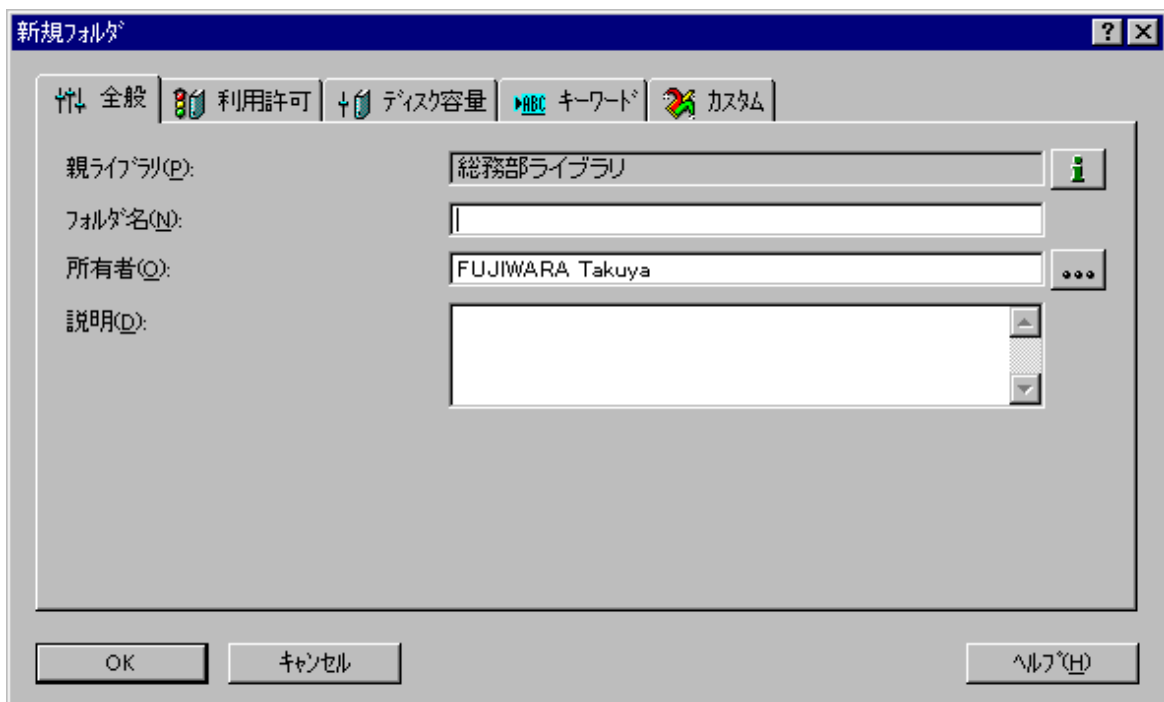 新規フォルダ
全般 利用許可 ディスク容量 ABC キーワード カスタム
親ライブラリ(P): 総務部ライブラリ
フォルダ名(N):
所有者(O): FUJIWARA Takuya
説明(D):
OK キャンセル ヘルプ(H)